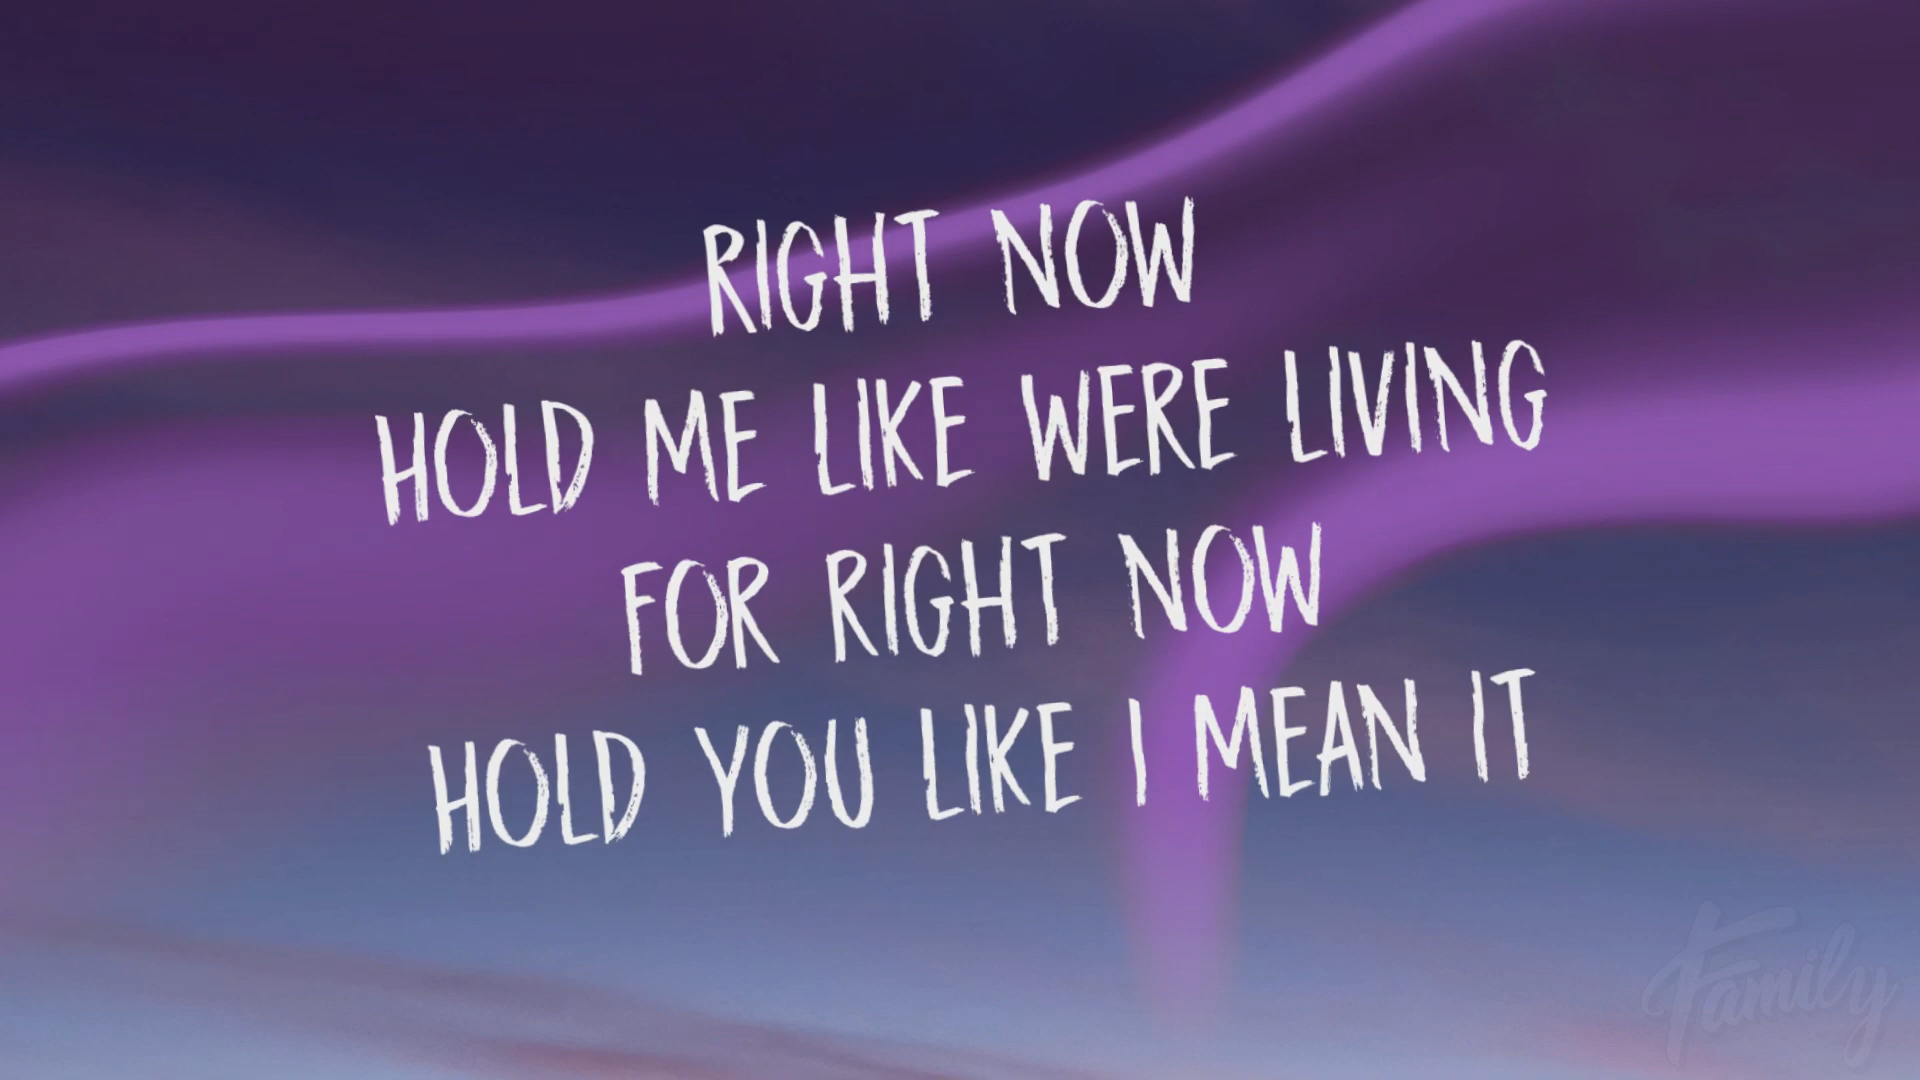 RIGHT NOW
HOLD ME LIKE WERE LIVING
FOR RIGHT NOW
HOLD YOU LIKE I MEAN IT
Family